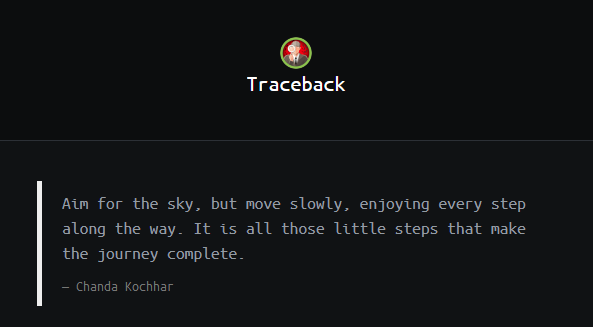 Traceback
Aim for the sky, but move slowly, enjoying every step
along the way. It is all those little steps that make
the journey complete.
— Chanda Kochhar